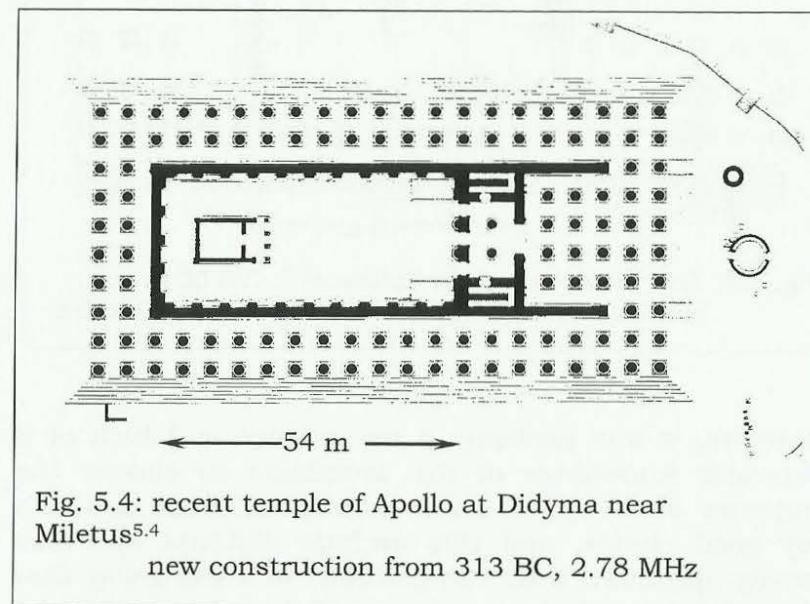 54 m
Fig. 5.4: recent temple of Apollo at Didyma near
Miletus5.4
new construction from 313 BC, 2.78 MHz